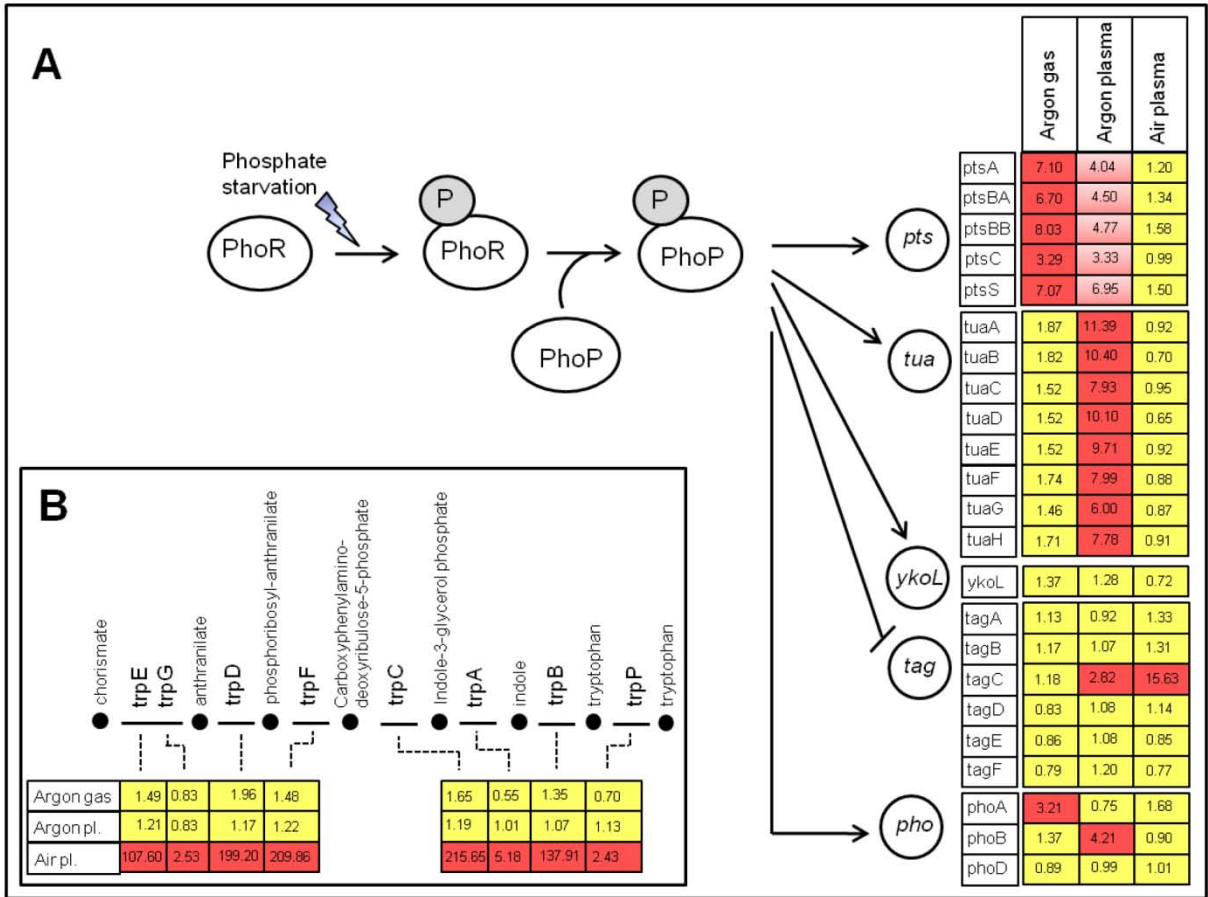 A
Argon gas
Argon plasma
Air plasma
Phosphate
starvation
PhoR
P
PhoR
P
PhoP
PhoP
pts
tua
ykoL
tag
pho
ptsA 7.10 4.04 1.20
ptsBA 6.70 4.50 1.34
ptsBB 8.03 4.77 1.58
ptsC 3.29 3.33 0.99
ptsS 7.07 6.95 1.50
tuaA 1.87 11.39 0.92
tuaB 1.82 10.40 0.70
tuaC 1.52 7.93 0.95
tuaD 1.52 10.10 0.65
tuaE 1.52 9.71 0.92
tuaF 1.74 7.99 0.88
tuaG 1.46 6.00 0.87
tuaH 1.71 7.78 0.91
ykoL 1.37 1.28 0.72
tagA 1.13 0.92 1.33
tagB 1.17 1.07 1.31
tagC 1.18 2.82 15.63
tagD 0.83 1.08 1.14
tagE 0.86 1.08 0.85
tagF 0.79 1.20 0.77
phoA 3.21 0.75 1.68
phoB 1.37 4.21 0.90
phoD 0.89 0.99 1.01
B
chorismate
trpE
trpG
anthranilate
trpD
phosphoribosyl-anthranilate
trpF
Carboxyphenylamino-
deoxyribulose-5-phosphate
trpC
Indole-3-glycerol phosphate
trpA
indole
trpB
tryptophan
trpP
tryptophan
Argon gas 1.49 0.83 1.96 1.48 1.65 0.55 1.35 0.70
Argon pl. 1.21 0.83 1.17 1.22 1.19 1.01 1.07 1.13
Air pl. 107.60 2.53 199.20 209.86 215.65 5.18 137.91 2.43